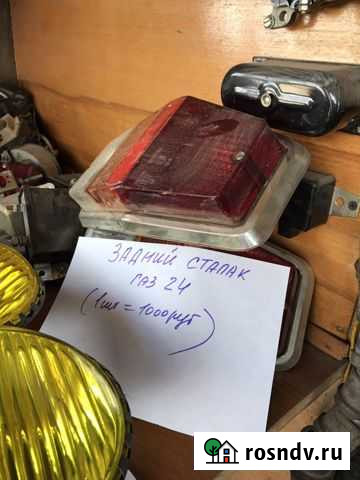 ЗАДНИЙ СТАПАК
ГАЗ 24
(1шт = 1000руб)
rosndv.ru